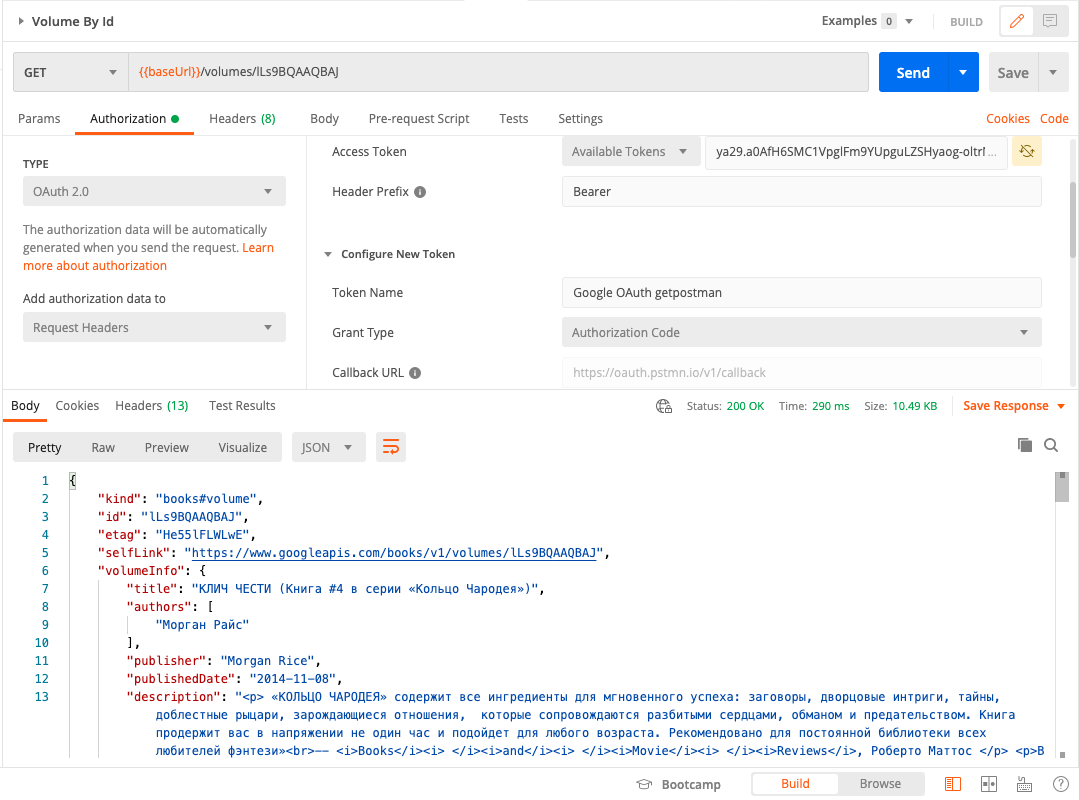 Volume By Id
Examples 0
BUILD
GET
{{baseUrl}}/volumes/lLs9BQAAQBAJ
Send
Save
Params Authorization Headers (8) Body Pre-request Script Tests Settings Cookies Code
TYPE
OAuth 2.0
The authorization data will be automatically
generated when you send the request. Learn
more about authorization
Add authorization data to
Request Headers
Access Token
Available Tokens
Header Prefix
Bearer
Configure New Token
Token Name
Google OAuth getpostman
Grant Type
Authorization Code
Callback URL
https://oauth.pstmn.io/v1/callback
Body Cookies Headers (13) Test Results
Status: 200 OK Time: 290 ms Size: 10.49 KB Save Response
Pretty Raw Preview Visualize JSON
1 {
2 "kind": "books#volume",
3 "id": "lLs9BQAAQBAJ",
4 "etag": "He55lFLWLwE",
5 "selfLink": "https://www.googleapis.com/books/v1/volumes/lLs9BQAAQBAJ",
6 "volumeInfo": {
7 "title": "КЛИЧ ЧЕСТИ (Книга #4 в серии «Кольцо Чародея»)",
8 "authors": [
9 "Морган Райс"
10 ],
11 "publisher": "Morgan Rice",
12 "publishedDate": "2014-11-08",
13 "description": "<p> «КОЛЬЦО ЧАРОДЕЯ» содержит все ингредиенты для мгновенного успеха: заговоры, дворцовые интриги, тайны,
доблестные рыцари, зарождающиеся отношения,  которые сопровождаются разбитыми сердцами, обманом и предательством. Книга
продержит вас в напряжении не один час и подойдет для любого возраста. Рекомендовано для постоянной библиотеки всех
любителей фэнтези»<br>-- <i>Books</i><i> </i><i>and</i><i> </i><i>Movie</i><i> </i><i>Reviews</i>, Роберто Маттос </p> <p>В
Bootcamp Build Browse